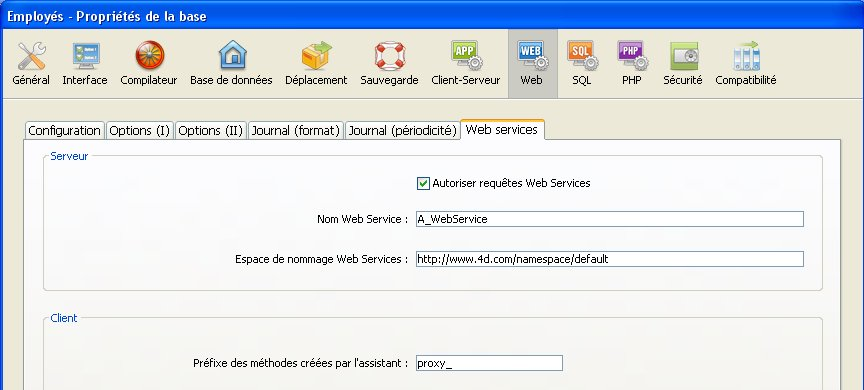 Employés - Propriétés de la base
APP WEB SQL PHP
Général Interface Compilateur Base de données Déplacement Sauvegarde Client-Serveur Web SQL PHP Sécurité Compatibilité
Configuration Options (I) Options (II) Journal (format) Journal (périodicité) Web services
Serveur
Autoriser requêtes Web Services
Nom Web Service : A_WebService
Espace de nommage Web Services : http://www.4d.com/namespace/default
Client
Préfixe des méthodes créées par l'assistant : proxy_